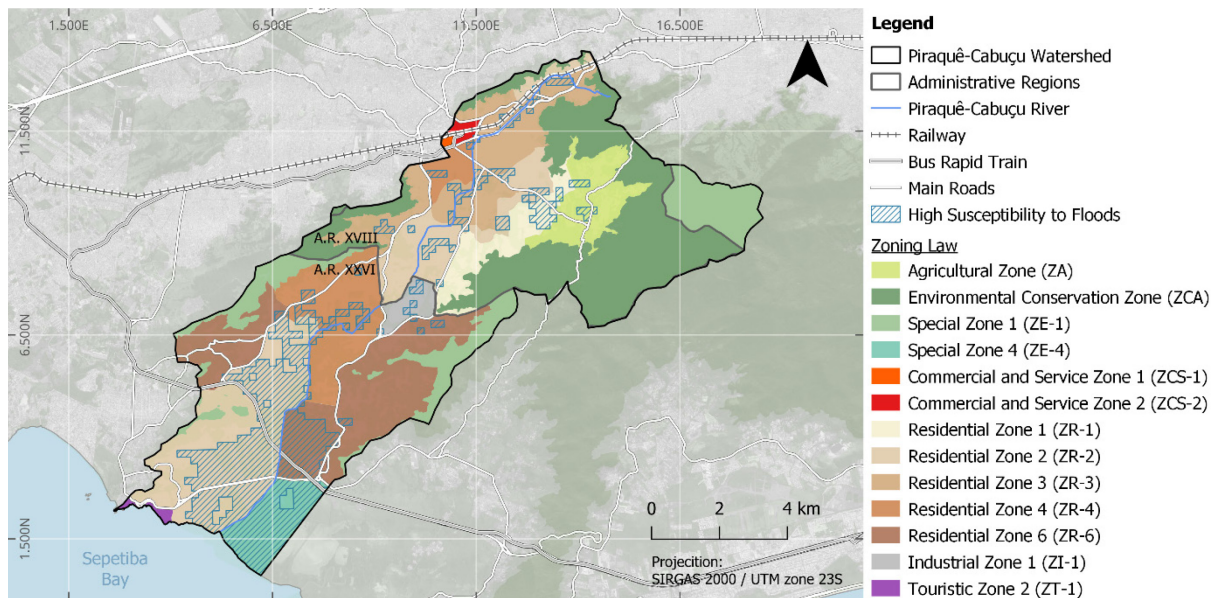 1.500E 6.500E 11.500E 16.500E
11.500N
6.500N
1.500N
A.R. XVIII
A.R. XXVI
Sepetiba
Bay
0 2 4 km
Projection:
SIRGAS 2000 / UTM zone 23S
Legend
Piraquê-Cabuçu Watershed
Administrative Regions
Piraquê-Cabuçu River
Railway
Bus Rapid Train
Main Roads
High Susceptibility to Floods
Zoning Law
Agricultural Zone (ZA)
Environmental Conservation Zone (ZCA)
Special Zone 1 (ZE-1)
Special Zone 4 (ZE-4)
Commercial and Service Zone 1 (ZCS-1)
Commercial and Service Zone 2 (ZCS-2)
Residential Zone 1 (ZR-1)
Residential Zone 2 (ZR-2)
Residential Zone 3 (ZR-3)
Residential Zone 4 (ZR-4)
Residential Zone 6 (ZR-6)
Industrial Zone 1 (ZI-1)
Touristic Zone 2 (ZT-1)